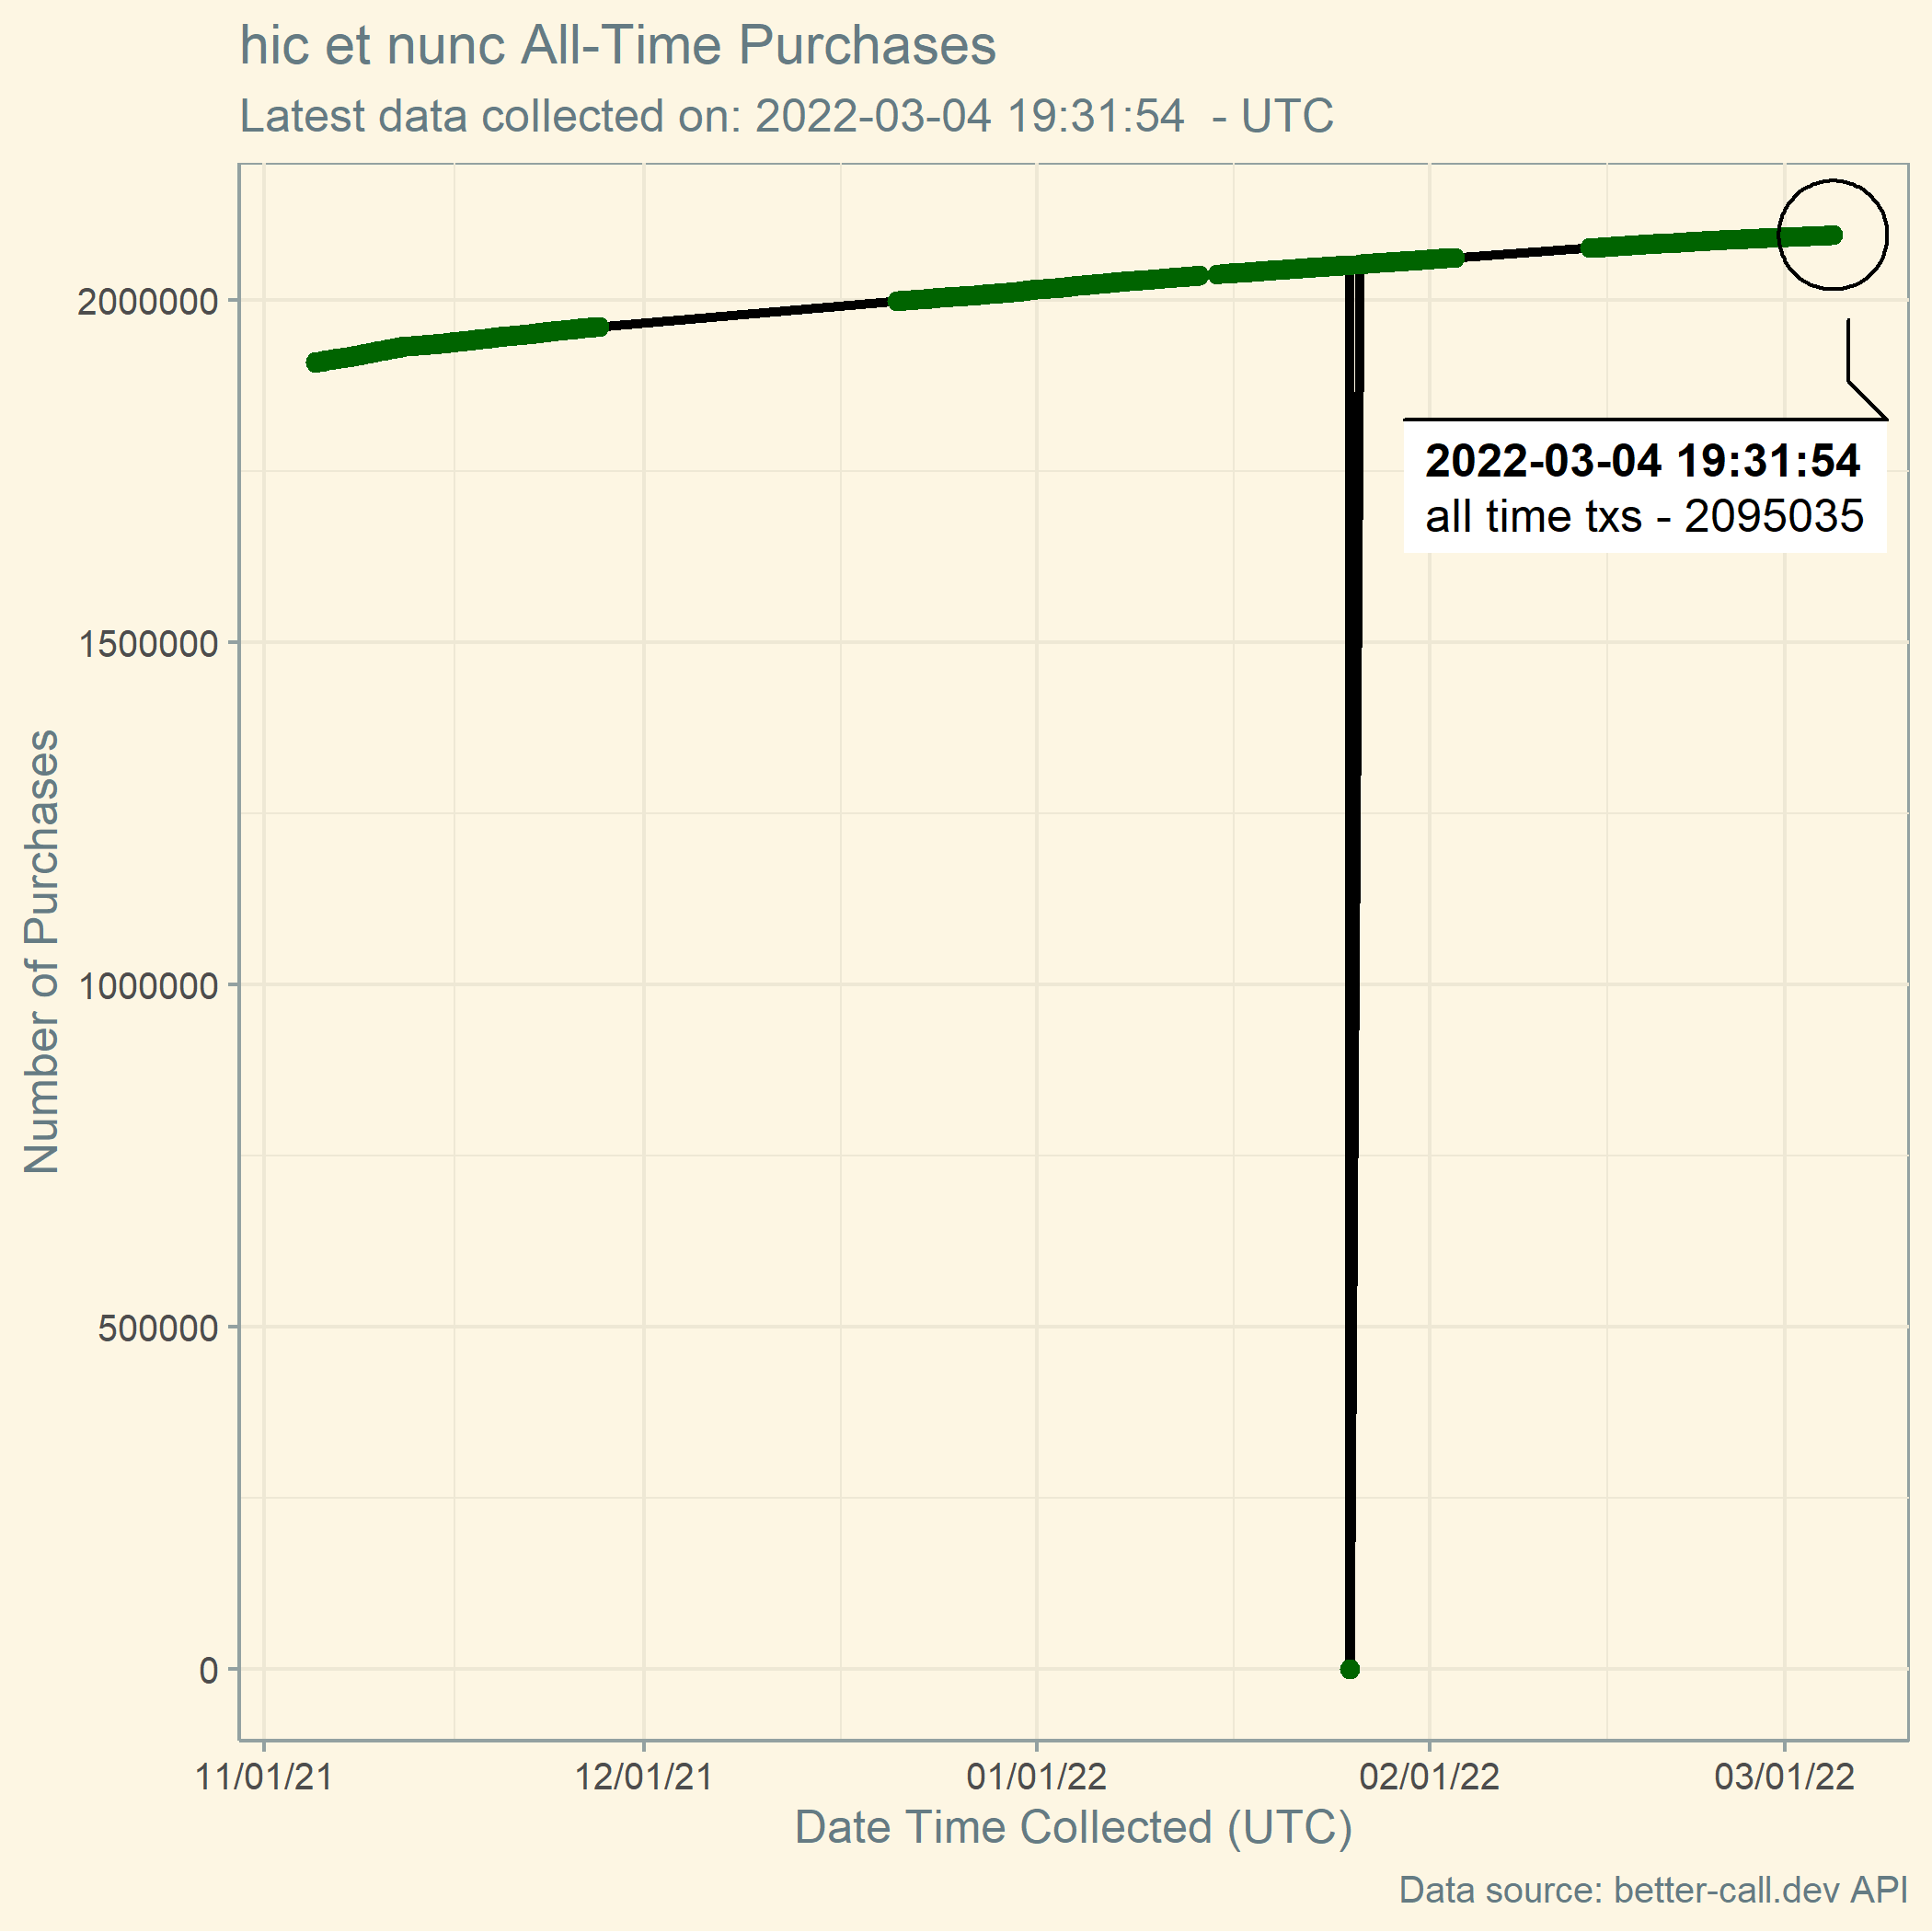 hic et nunc All-Time Purchases
Latest data collected on: 2022-03-04 19:31:54  - UTC
Number of Purchases
2000000
1500000
1000000
500000
0
2022-03-04 19:31:54
all time txs - 2095035
11/01/21 12/01/21 01/01/22 02/01/22 03/01/22
Date Time Collected (UTC)
Data source: better-call.dev API